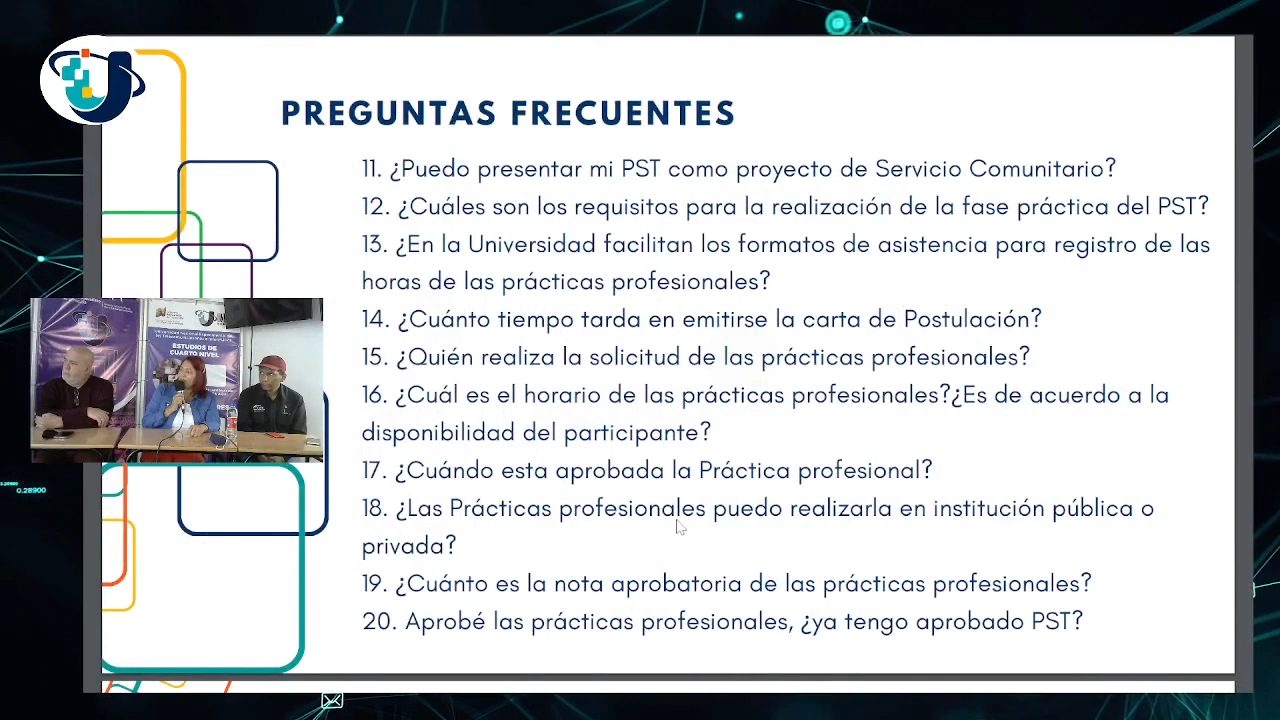 PREGUNTAS FRECUENTES
11. ¿Puedo presentar mi PST como proyecto de Servicio Comunitario?
12. ¿Cuáles son los requisitos para la realización de la fase práctica del PST?
13. ¿En la Universidad facilitan los formatos de asistencia para registro de las
horas de las prácticas profesionales?
14. ¿Cuánto tiempo tarda en emitirse la carta de Postulación?
15. ¿Quién realiza la solicitud de las prácticas profesionales?
16. ¿Cuál es el horario de las prácticas profesionales?¿Es de acuerdo a la
disponibilidad del participante?
17. ¿Cuándo esta aprobada la Práctica profesional?
18. ¿Las Prácticas profesionales puedo realizarla en institución pública o
privada?
19. ¿Cuánto es la nota aprobatoria de las prácticas profesionales?
20. Aprobé las prácticas profesionales, ¿ya tengo aprobado PST?
ESTUDIOS DE
CUARTO NIVEL
0.28900